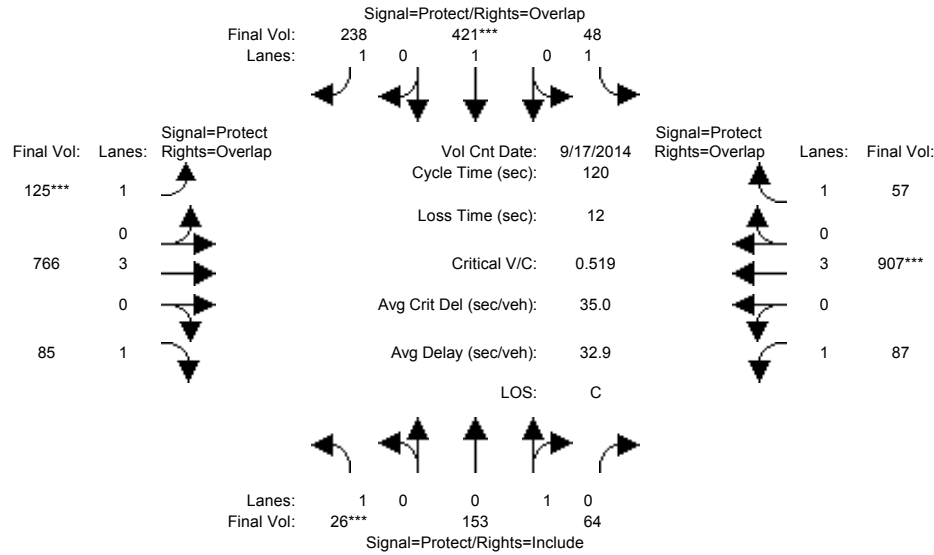 Signal=Protect/Rights=Overlap
Final Vol: 238 421*** 48
Lanes: 1 0 1 0 1
Signal=Protect Signal=Protect
Final Vol: Lanes: Rights=Overlap Vol Cnt Date: 9/17/2014 Rights=Overlap Lanes: Final Vol:
Cycle Time (sec): 120
125*** 1 1 57
Loss Time (sec): 12
0 0
766 3 Critical V/C: 0.519 3 907***
0 Avg Crit Del (sec/veh): 35.0 0
85 1 Avg Delay (sec/veh): 32.9 1 87
LOS: C
Lanes: 1 0 0 1 0
Final Vol: 26*** 153 64
Signal=Protect/Rights=Include